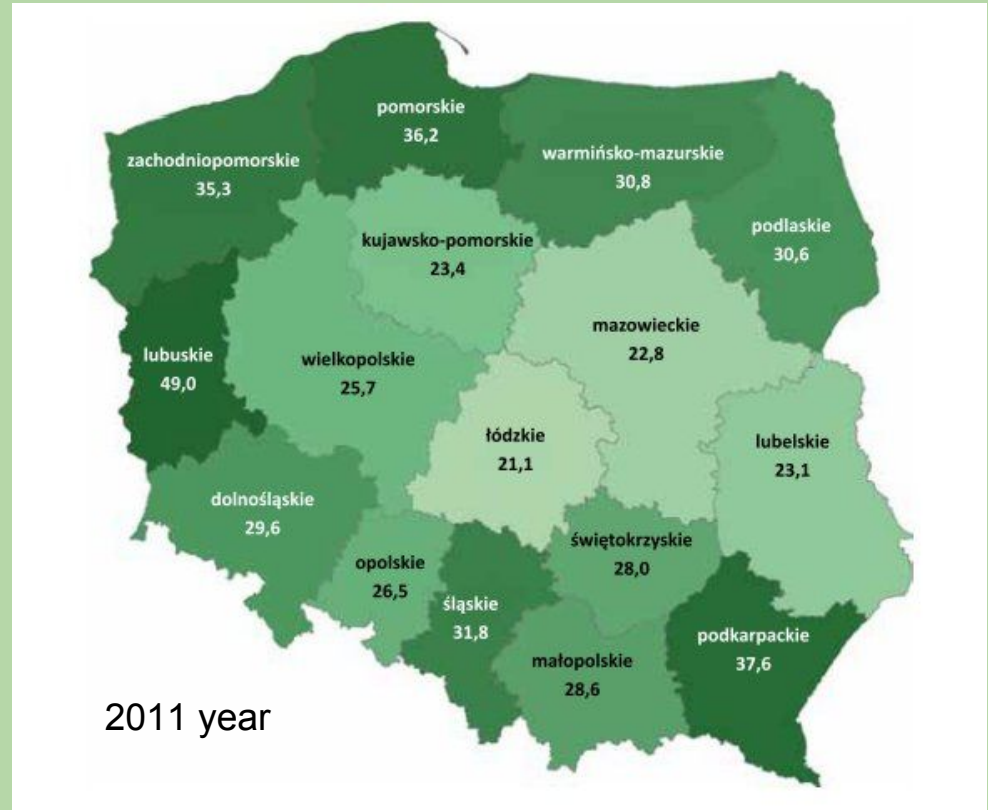 pomorskie
36,2
zachodniopomorskie
35,3
warmińsko-mazurskie
30,8
podlaskie
30,6
kujawsko-pomorskie
23,4
mazowieckie
22,8
lubuskie
49,0
wielkopolskie
25,7
łódzkie
21,1
lubelskie
23,1
dolnośląskie
29,6
opolskie
26,5
świętokrzyskie
28,0
śląskie
31,8
małopolskie
28,6
podkarpackie
37,6
2011 year